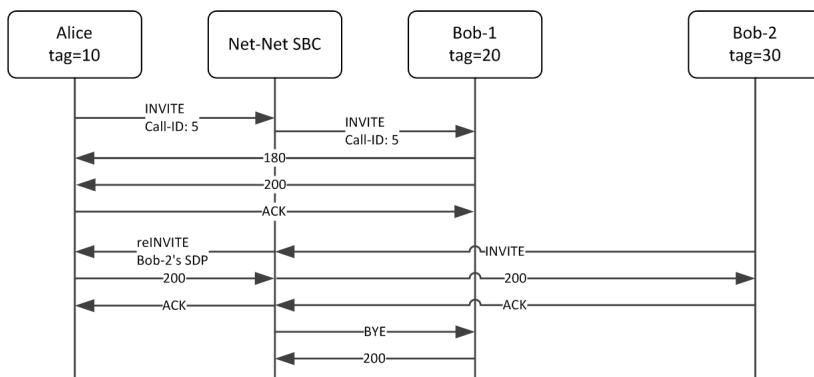 Alice
tag=10
Net-Net SBC
Bob-1
tag=20
Bob-2
tag=30
INVITE
Call-ID: 5
INVITE
Call-ID: 5
180
200
ACK
reINVITE
Bob-2's SDP
INVITE
200
200
ACK
ACK
BYE
200